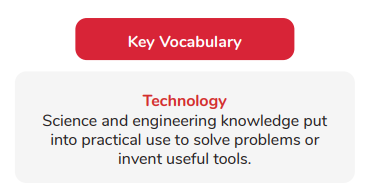 Key Vocabulary
Technology
Science and engineering knowledge put
into practical use to solve problems or
invent useful tools.